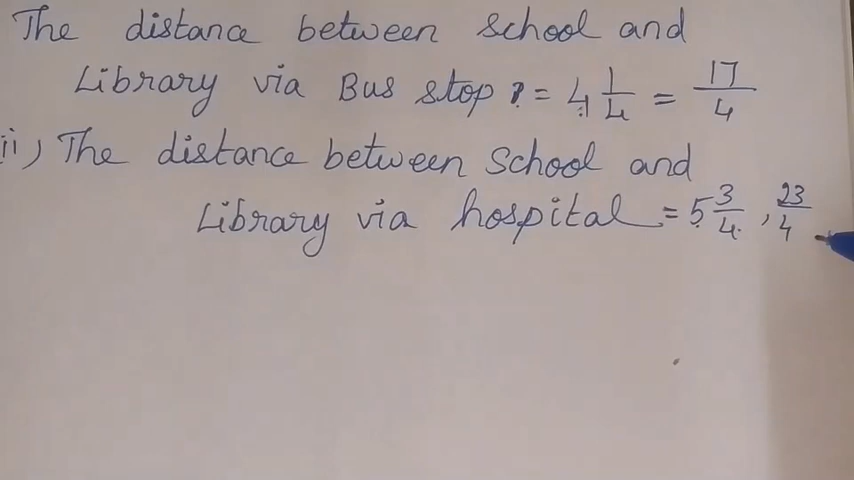 The distance between school and
Library via Bus stop ? = 4 1/4 = 17/4
ii) The distance between school and
Library via hospital = 5 3/4, 23/4